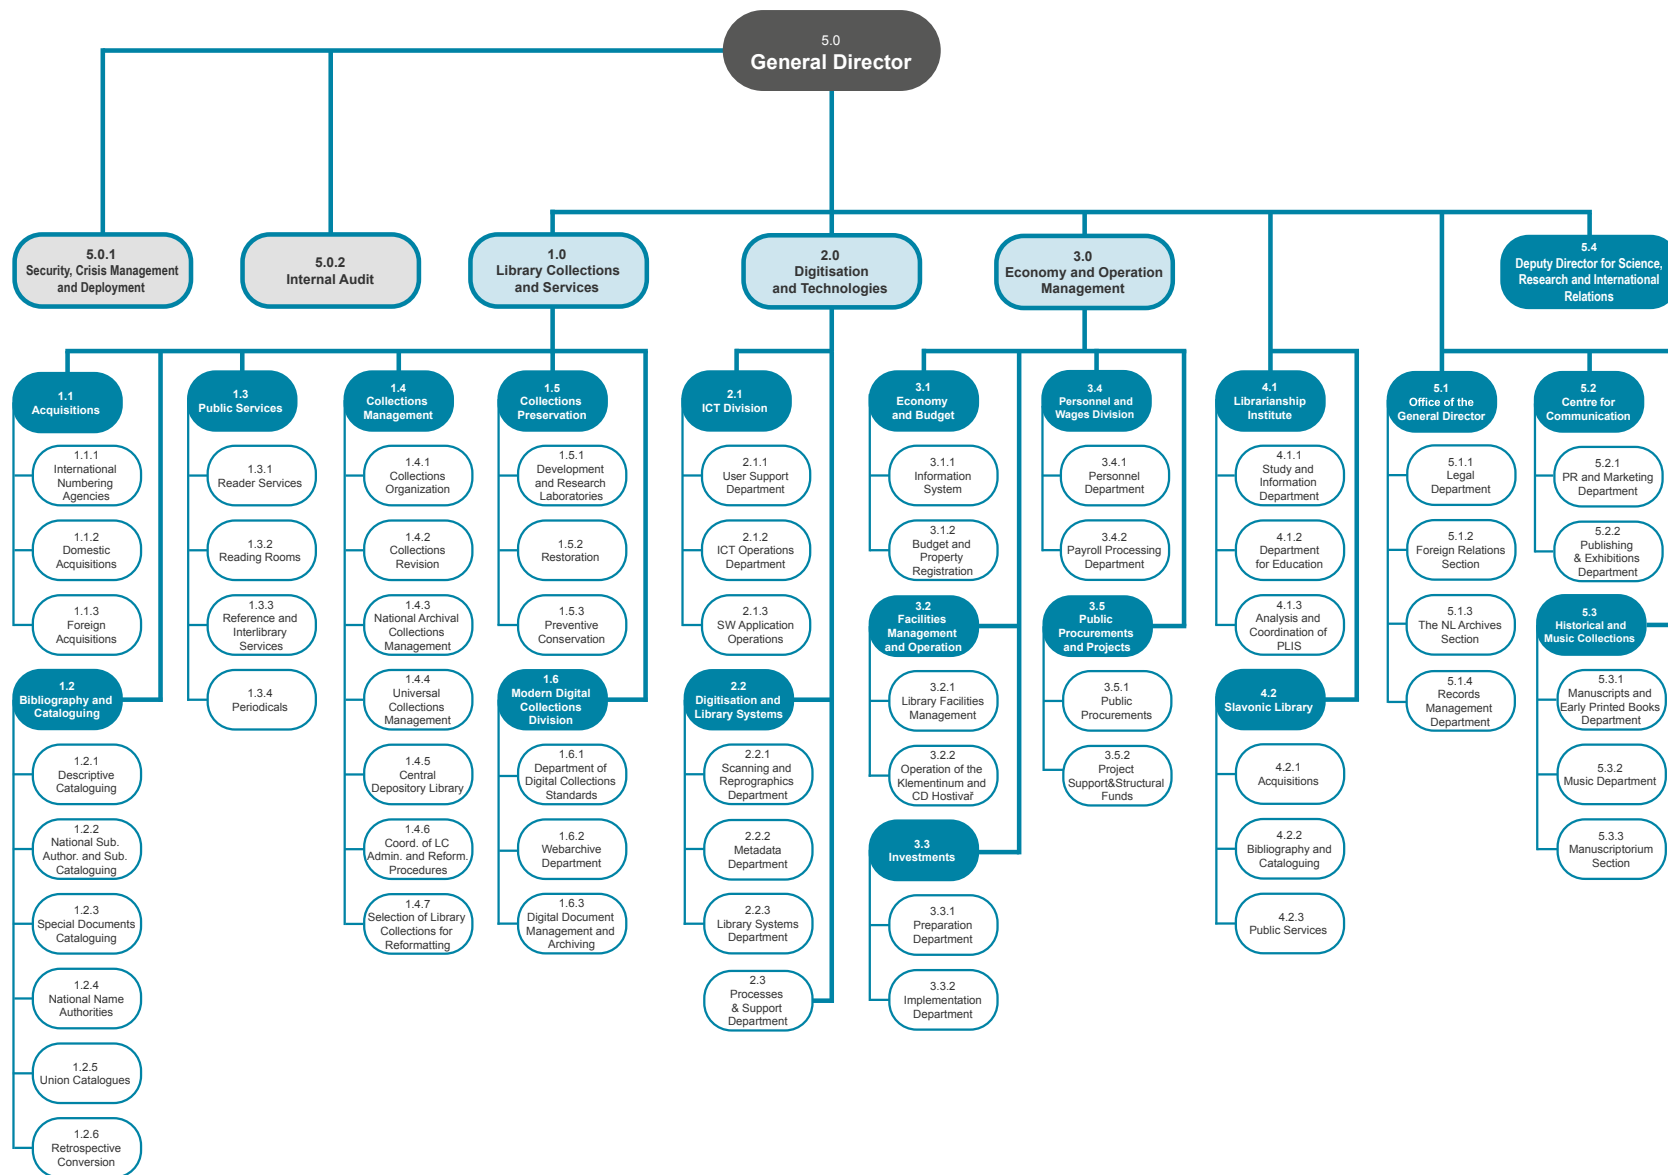 5.0
General Director
5.0.1
Security, Crisis Management
and Deployment
5.0.2
Internal Audit
1.0
Library Collections
and Services
2.0
Digitisation
and Technologies
3.0
Economy and Operation
Management
5.4
Deputy Director for Science,
Research and International
Relations
1.1
Acquisitions
1.1.1
International
Numbering
Agencies
1.1.2
Domestic
Acquisitions
1.1.3
Foreign
Acquisitions
1.2
Bibliography and
Cataloguing
1.2.1
Descriptive
Cataloguing
1.2.2
National Sub.
Author. and Sub.
Cataloguing
1.2.3
Special Documents
Cataloguing
1.2.4
National Name
Authorities
1.2.5
Union Catalogues
1.2.6
Retrospective
Conversion
1.3
Public Services
1.3.1
Reader Services
1.3.2
Reading Rooms
1.3.3
Reference and
Interlibrary
Services
1.3.4
Periodicals
1.4
Collections
Management
1.4.1
Collections
Organization
1.4.2
Collections
Revision
1.4.3
National Archival
Collections
Management
1.4.4
Universal
Collections
Management
1.4.5
Central
Depository Library
1.4.6
Coord. of LC
Admin. and Reform.
Procedures
1.4.7
Selection of Library
Collections for
Reformatting
1.5
Collections
Preservation
1.5.1
Development
and Research
Laboratories
1.5.2
Restoration
1.5.3
Preventive
Conservation
1.6
Modern Digital
Collections
Division
1.6.1
Department of
Digital Collections
Standards
1.6.2
Webarchive
Department
1.6.3
Digital Document
Management and
Archiving
2.1
ICT Division
2.1.1
User Support
Department
2.1.2
ICT Operations
Department
2.1.3
SW Application
Operations
2.2
Digitisation and
Library Systems
2.2.1
Scanning and
Reprographics
Department
2.2.2
Metadata
Department
2.2.3
Library Systems
Department
2.3
Processes
& Support
Department
3.1
Economy
and Budget
3.1.1
Information
System
3.1.2
Budget and
Property
Registration
3.2
Facilities
Management
and Operation
3.2.1
Library Facilities
Management
3.2.2
Operation of the
Klementinum and
CD Hostivař
3.3
Investments
3.3.1
Preparation
Department
3.3.2
Implementation
Department
3.4
Personnel and
Wages Division
3.4.1
Personnel
Department
3.4.2
Payroll Processing
Department
3.5
Public
Procurements
and Projects
3.5.1
Public
Procurements
3.5.2
Project
Support&Structural
Funds
4.1
Librarianship
Institute
4.1.1
Study and
Information
Department
4.1.2
Department
for Education
4.1.3
Analysis and
Coordination of
PLIS
4.2
Slavonic Library
4.2.1
Acquisitions
4.2.2
Bibliography and
Cataloguing
4.2.3
Public Services
5.1
Office of the
General Director
5.1.1
Legal
Department
5.1.2
Foreign Relations
Section
5.1.3
The NL Archives
Section
5.1.4
Records
Management
Department
5.2
Centre for
Communication
5.2.1
PR and Marketing
Department
5.2.2
Publishing
& Exhibitions
Department
5.3
Historical and
Music Collections
5.3.1
Manuscripts and
Early Printed Books
Department
5.3.2
Music Department
5.3.3
Manuscriptorium
Section